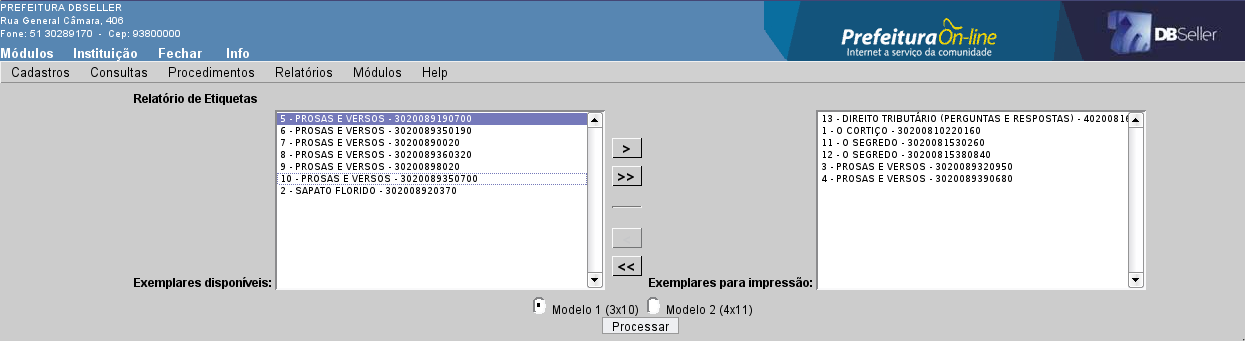 PREFEITURA DBSELLER
Rua General Câmara, 406
Fone: 51 30289170 - Cep: 93800000
Módulos Instituição Fechar Info
PrefeituraOn-line
Internet a serviço da comunidade
DBSeller
Cadastros Consultas Procedimentos Relatórios Módulos Help
Relatório de Etiquetas
5 - PROSAS E VERSOS - 3020089190700
6 - PROSAS E VERSOS - 3020089350190
7 - PROSAS E VERSOS - 30200890020
8 - PROSAS E VERSOS - 3020089360320
9 - PROSAS E VERSOS - 30200898020
10 - PROSAS E VERSOS - 3020089350700
2 - SAPATO FLORIDO - 302008920370
Exemplares disponíveis:
>
>>
<<
13 - DIREITO TRIBUTÁRIO (PERGUNTAS E RESPOSTAS) - 40200816
1 - O CORTIÇO - 30200810220160
11 - O SEGREDO - 3020081530260
12 - O SEGREDO - 30200815380840
3 - PROSAS E VERSOS - 3020089320950
4 - PROSAS E VERSOS - 3020089390680
Exemplares para impressão:
Modelo 1 (3x10) Modelo 2 (4x11)
Processar